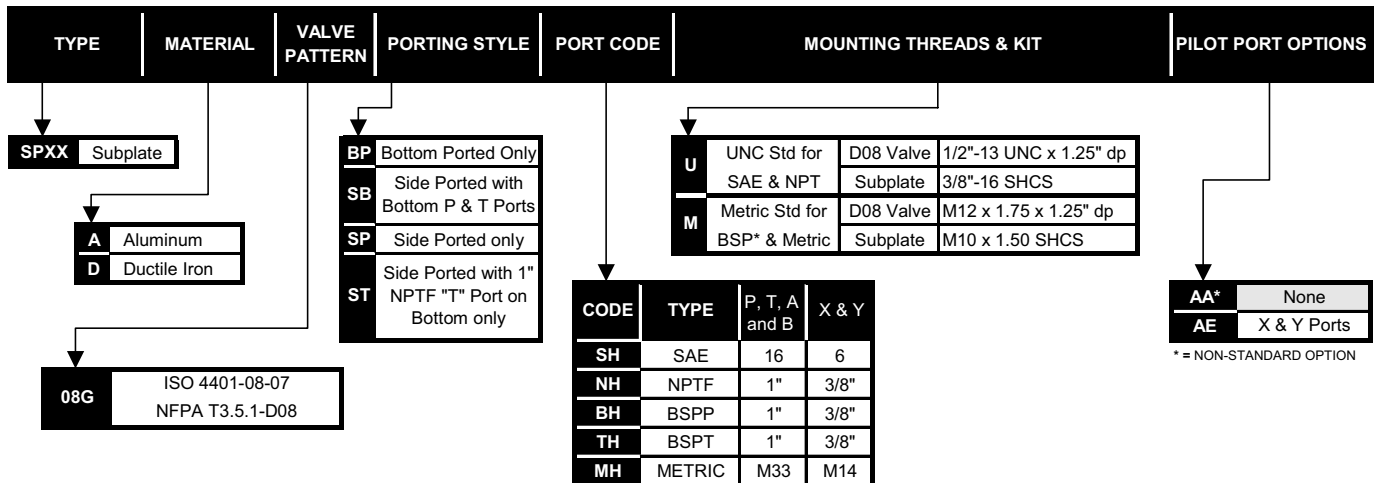 TYPE MATERIAL VALVE PATTERN PORTING STYLE PORT CODE MOUNTING THREADS & KIT PILOT PORT OPTIONS
SPXX Subplate
A Aluminum
D Ductile Iron
08G ISO 4401-08-07
NFPA T3.5.1-D08
BP Bottom Ported Only
SB Side Ported with
Bottom P & T Ports
SP Side Ported only
ST Side Ported with 1"
NPTF "T" Port on
Bottom only
CODE TYPE P, T, A and B X & Y
SH SAE 16 6
NH NPTF 1" 3/8"
BH BSPP 1" 3/8"
TH BSPT 1" 3/8"
MH METRIC M33 M14
U UNC Std for D08 Valve 1/2"-13 UNC x 1.25" dp
SAE & NPT Subplate 3/8"-16 SHCS
M Metric Std for D08 Valve M12 x 1.75 x 1.25" dp
BSP* & Metric Subplate M10 x 1.50 SHCS
AA* None
AE X & Y Ports
* = NON-STANDARD OPTION